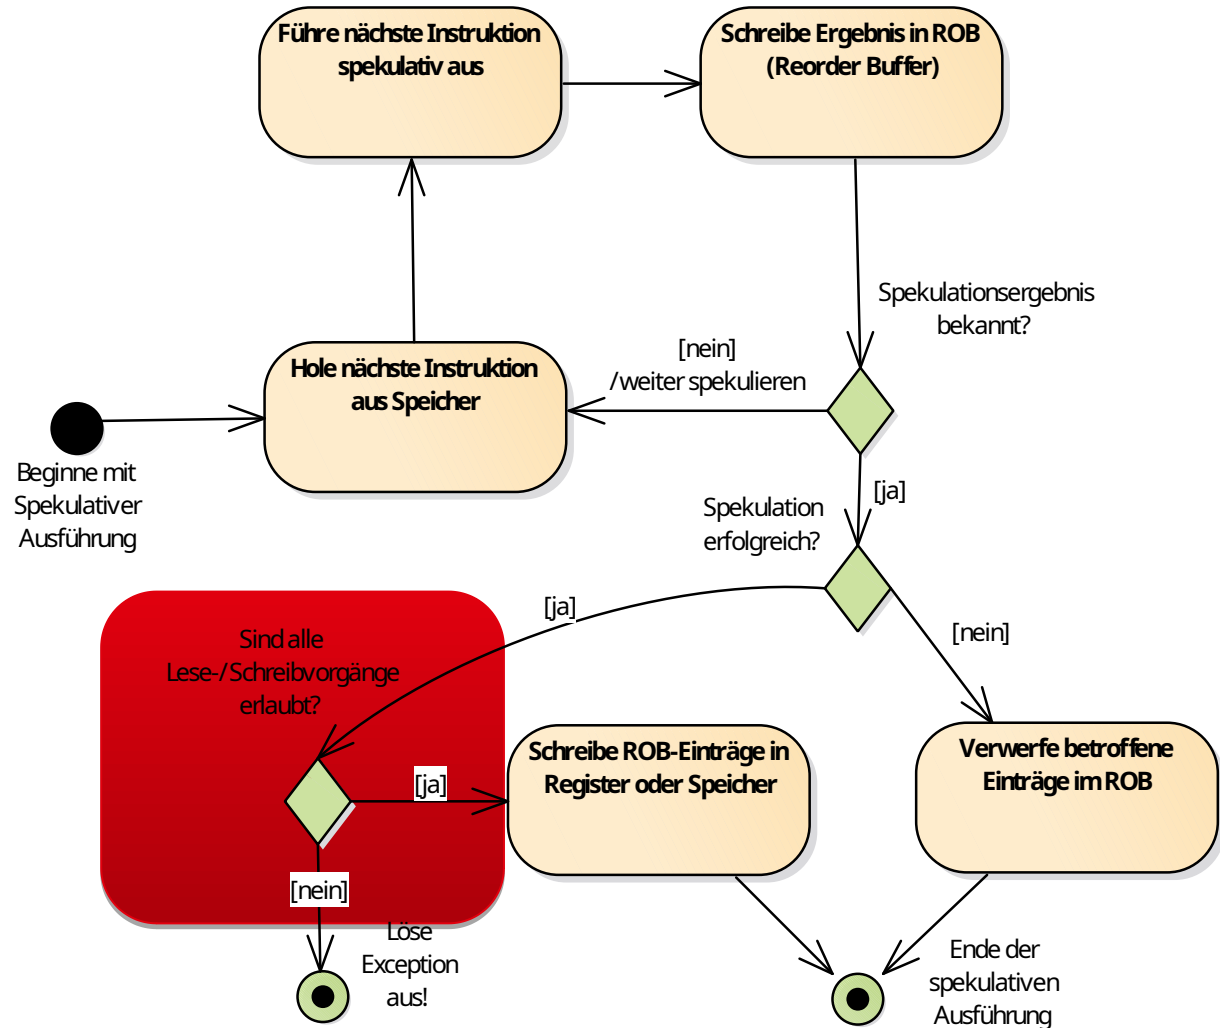 Führe nächste Instruktion
spekulativ aus
Schreibe Ergebnis in ROB
(Reorder Buffer)
Spekulationsergebnis
bekannt?
[nein]
/weiter spekulieren
Hole nächste Instruktion
aus Speicher
Beginne mit
Spekulativer
Ausführung
[ja]
Spekulation
erfolgreich?
[ja]
[nein]
Sind alle
Lese-/Schreibvorgänge
erlaubt?
[ja]
Schreibe ROB-Einträge in
Register oder Speicher
Verwerfe betroffene
Einträge im ROB
[nein]
Löse
Exception
aus!
Ende der
spekulativen
Ausführung